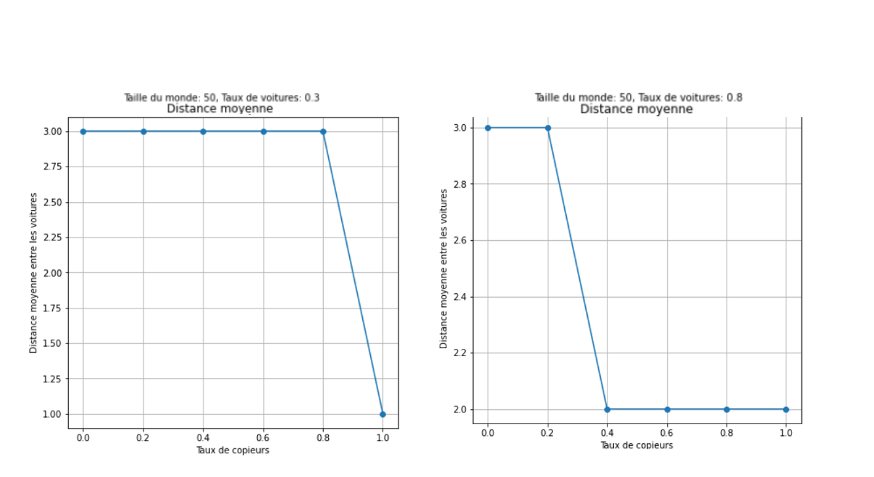 Taille du monde: 50, Taux de voitures: 0.3
Distance moyenne
Distance moyenne entre les voitures
3.00
2.75
2.50
2.25
2.00
1.75
1.50
1.25
1.00
0.0 0.2 0.4 0.6 0.8 1.0
Taux de copieurs
Taille du monde: 50, Taux de voitures: 0.8
Distance moyenne
Distance moyenne entre les voitures
3.0
2.8
2.6
2.4
2.2
2.0
0.0 0.2 0.4 0.6 0.8 1.0
Taux de copieurs